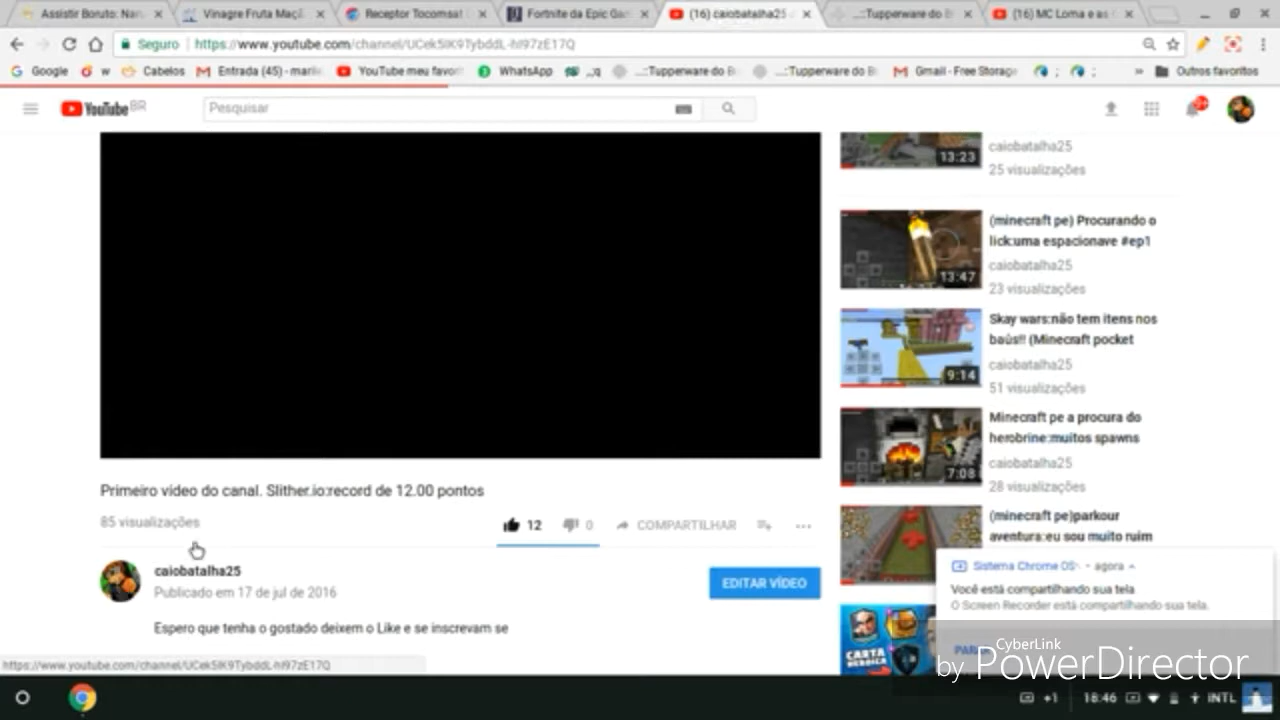 Assistir Boruto: Nar
Vinagre Fruta Maçã
Receptor Tocomsat
Fortnite da Epic Gam
(16) caiobatalha25
...::Tupperware do B
(16) MC Loma e as G
Seguro https://www.youtube.com/channel/UCek5IK9TybddL-hI97zE17Q
Google
w
Cabelos
Entrada (45) - marile
YouTube meu favorit
WhatsApp
...::Tupperware do B
...::Tupperware do B
Gmail - Free Storage
Outros favoritos
YouTube BR
Pesquisar
9+
13:23
caiobatalha25
25 visualizações
(minecraft pe) Procurando o
lick:uma espacionave #ep1
13:47
caiobatalha25
23 visualizações
Skay wars:não tem itens nos
baús!! (Minecraft pocket
9:14
caiobatalha25
51 visualizações
Minecraft pe a procura do
herobrine:muitos spawns
7:08
caiobatalha25
28 visualizações
(minecraft pe)parkour
aventura:eu sou muito ruim
CARTA
HEROICA
Primeiro vídeo do canal. Slither.io:record de 12.00 pontos
85 visualizações
12 0 COMPARTILHAR
caiobatalha25
Publicado em 17 de jul de 2016
EDITAR VÍDEO
Espero que tenha o gostado deixem o Like e se inscrevam se
Sistema Chrome OS · agora
Você está compartilhando sua tela
O Screen Recorder está compartilhando sua tela.
CyberLink
by PowerDirector
https://www.youtube.com/channel/UCek5IK9TybddL-hI97zE17Q
+1 18:46 INTL